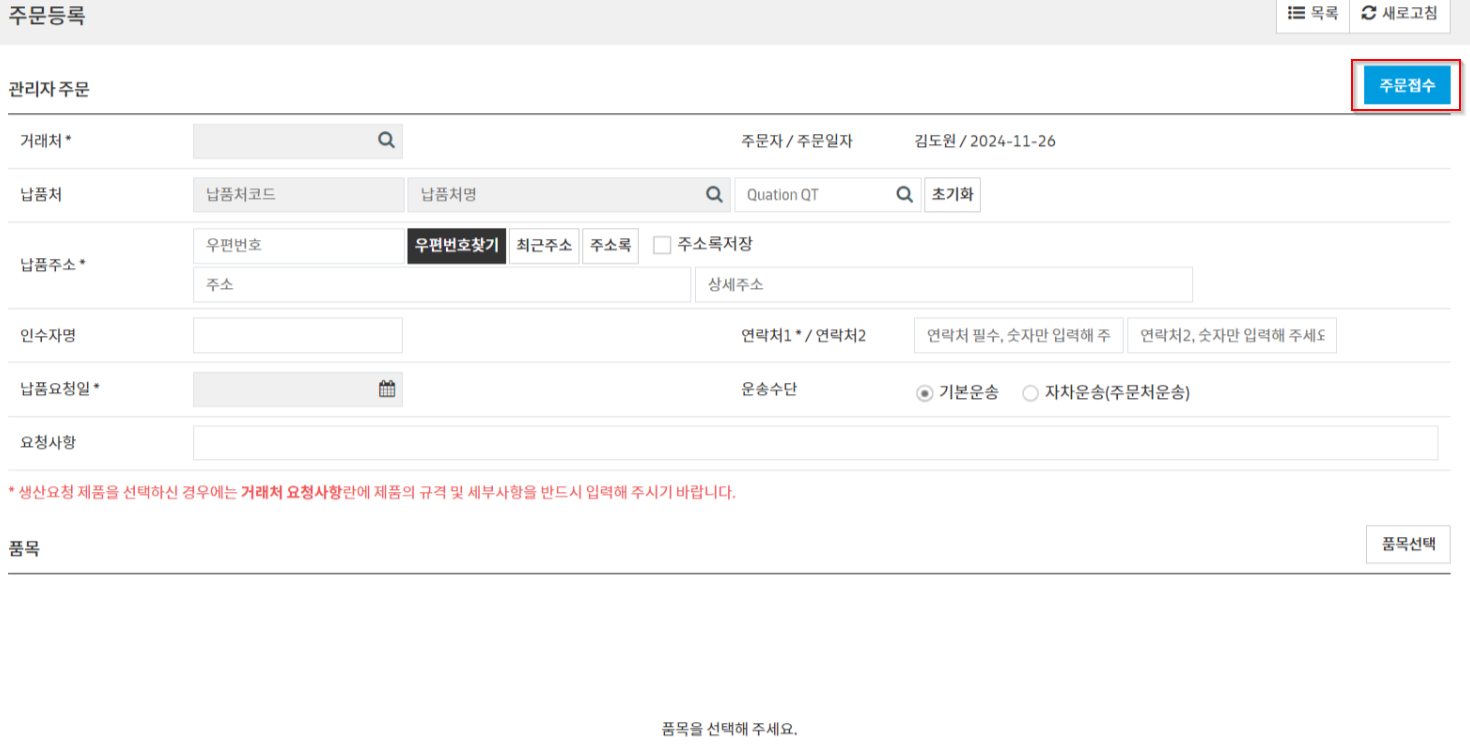 주문등록
목록 새로고침
관리자 주문
주문접수
거래처 *
주문자 / 주문일자 김도원 / 2024-11-26
납품처 납품처코드 납품처명 Quation QT 초기화
납품주소 *
우편번호 우편번호찾기 최근주소 주소록 주소록저장
주소 상세주소
인수자명 연락처1 * / 연락처2 연락처 필수, 숫자만 입력해 주 연락처2, 숫자만 입력해 주세요
납품요청일 * 운송수단 기본운송 자차운송(주문처운송)
요청사항
* 생산요청 제품을 선택하신 경우에는 거래처 요청사항란에 제품의 규격 및 세부사항을 반드시 입력해 주시기 바랍니다.
품목 품목선택
품목을 선택해 주세요.